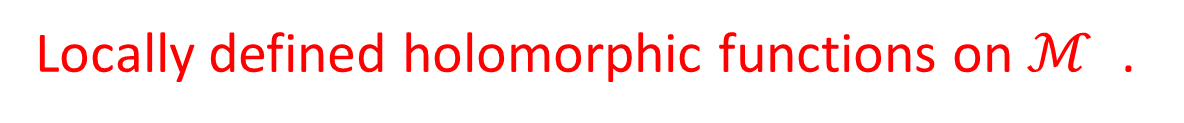 Locally defined holomorphic functions on ℳ .